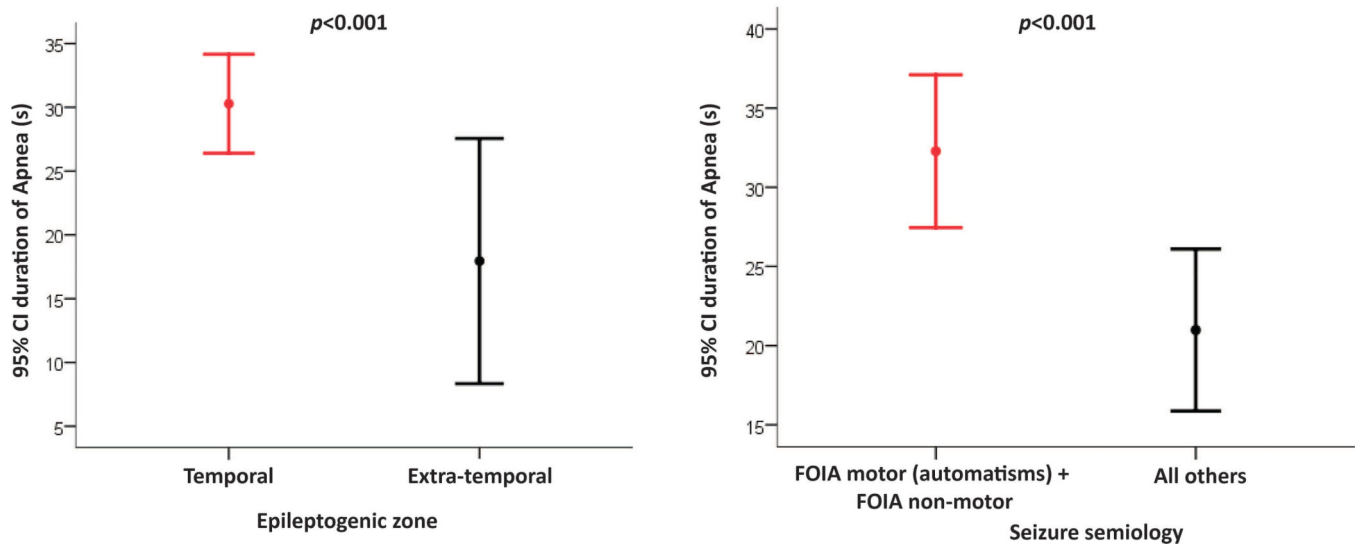 p<0.001
95% CI duration of Apnea (s)
35
30
25
20
15
10
5
Temporal
Extra-temporal
Epileptogenic zone
p<0.001
95% CI duration of Apnea (s)
40
35
30
25
20
15
FOIA motor (automatisms) +
FOIA non-motor
All others
Seizure semiology